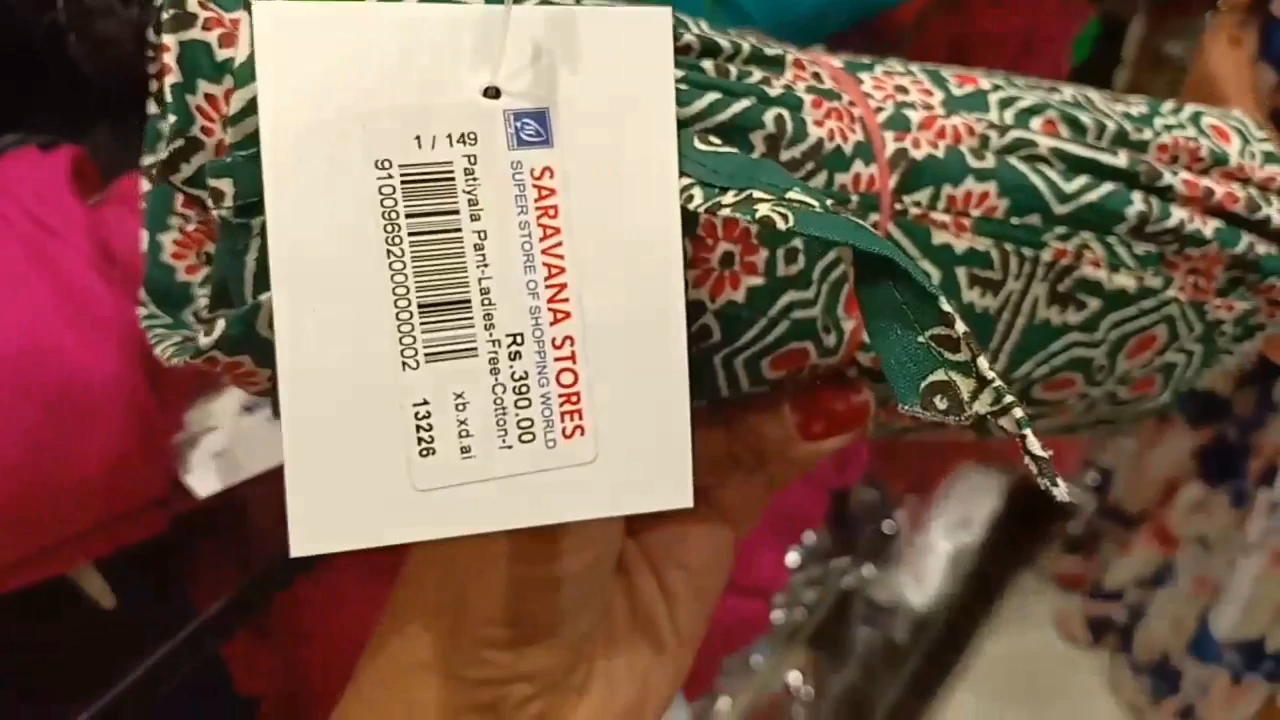 SARAVANA STORES
SUPER STORE OF SHOPPING WORLD
Rs.390.00
Patiyala Pant-Ladies-Free-Cotton-
1 / 149
xb.xd.ai
9100969200000002
13226